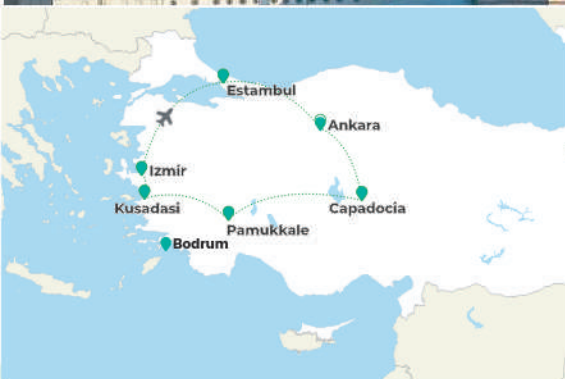 Estambul
Ankara
Izmir
Kusadasi
Capadocia
Pamukkale
Bodrum